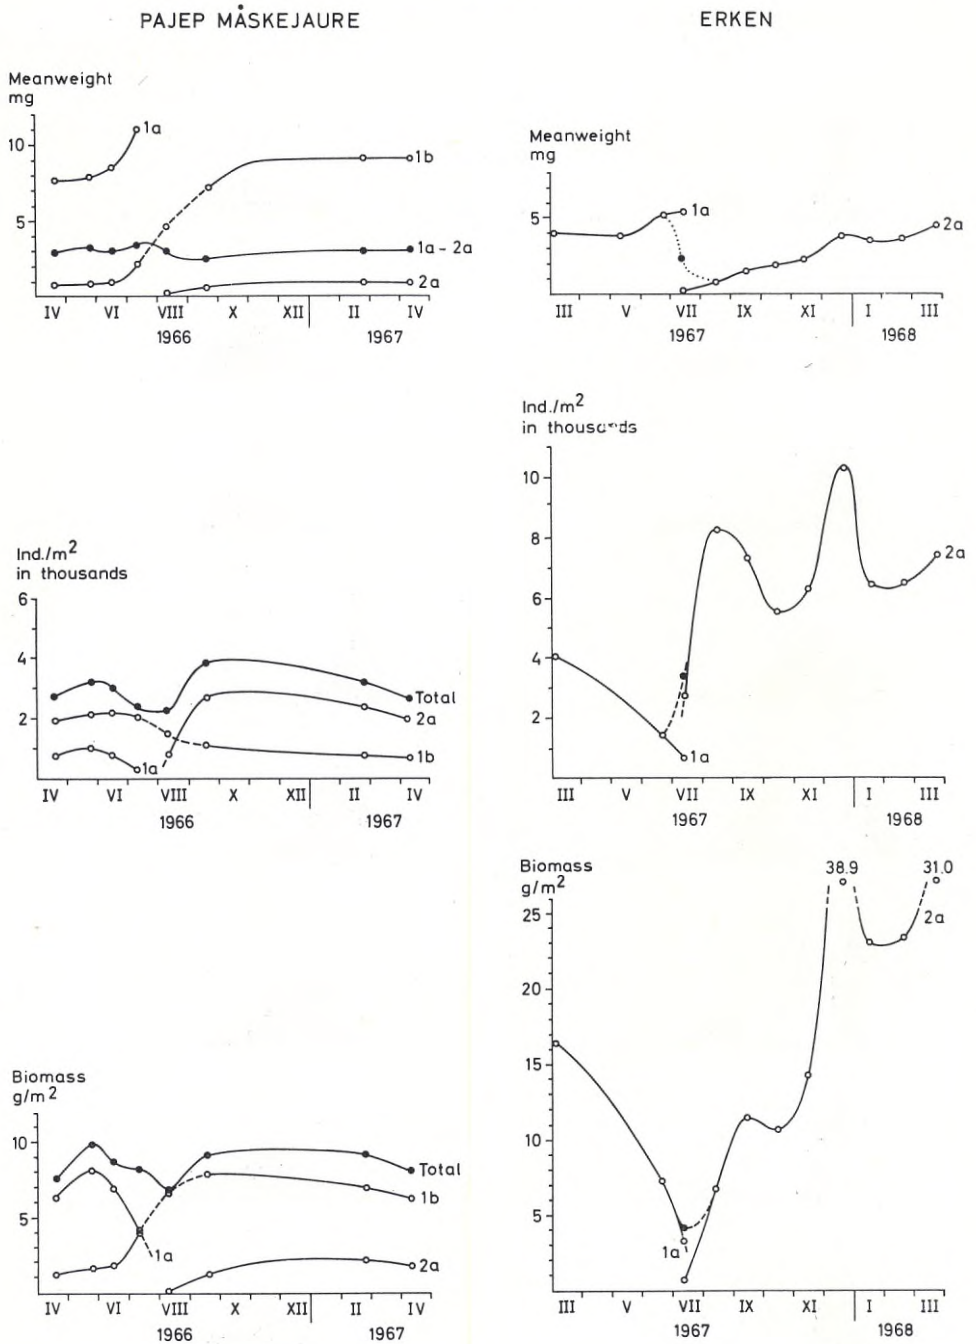 PAJEP MÅSKEJAURE
Meanweight
mg
10
5
1a
1b
1a - 2a
2a
IV VI VIII X XII II IV
1966 1967
Ind./m²
in thousands
6
4
2
Total
2a
1b
1a
IV VI VIII X XII II IV
1966 1967
Biomass
g/m²
10
5
Total
1b
1a
2a
IV VI VIII X XII II IV
1966 1967
ERKEN
Meanweight
mg
5
1a
2a
III V VII IX XI I III
1967 1968
Ind./m²
in thousands
10
8
6
4
2
2a
1a
III V VII IX XI I III
1967 1968
Biomass
g/m²
38.9 31.0
25
20
15
10
5
2a
1a
III V VII IX XI I III
1967 1968